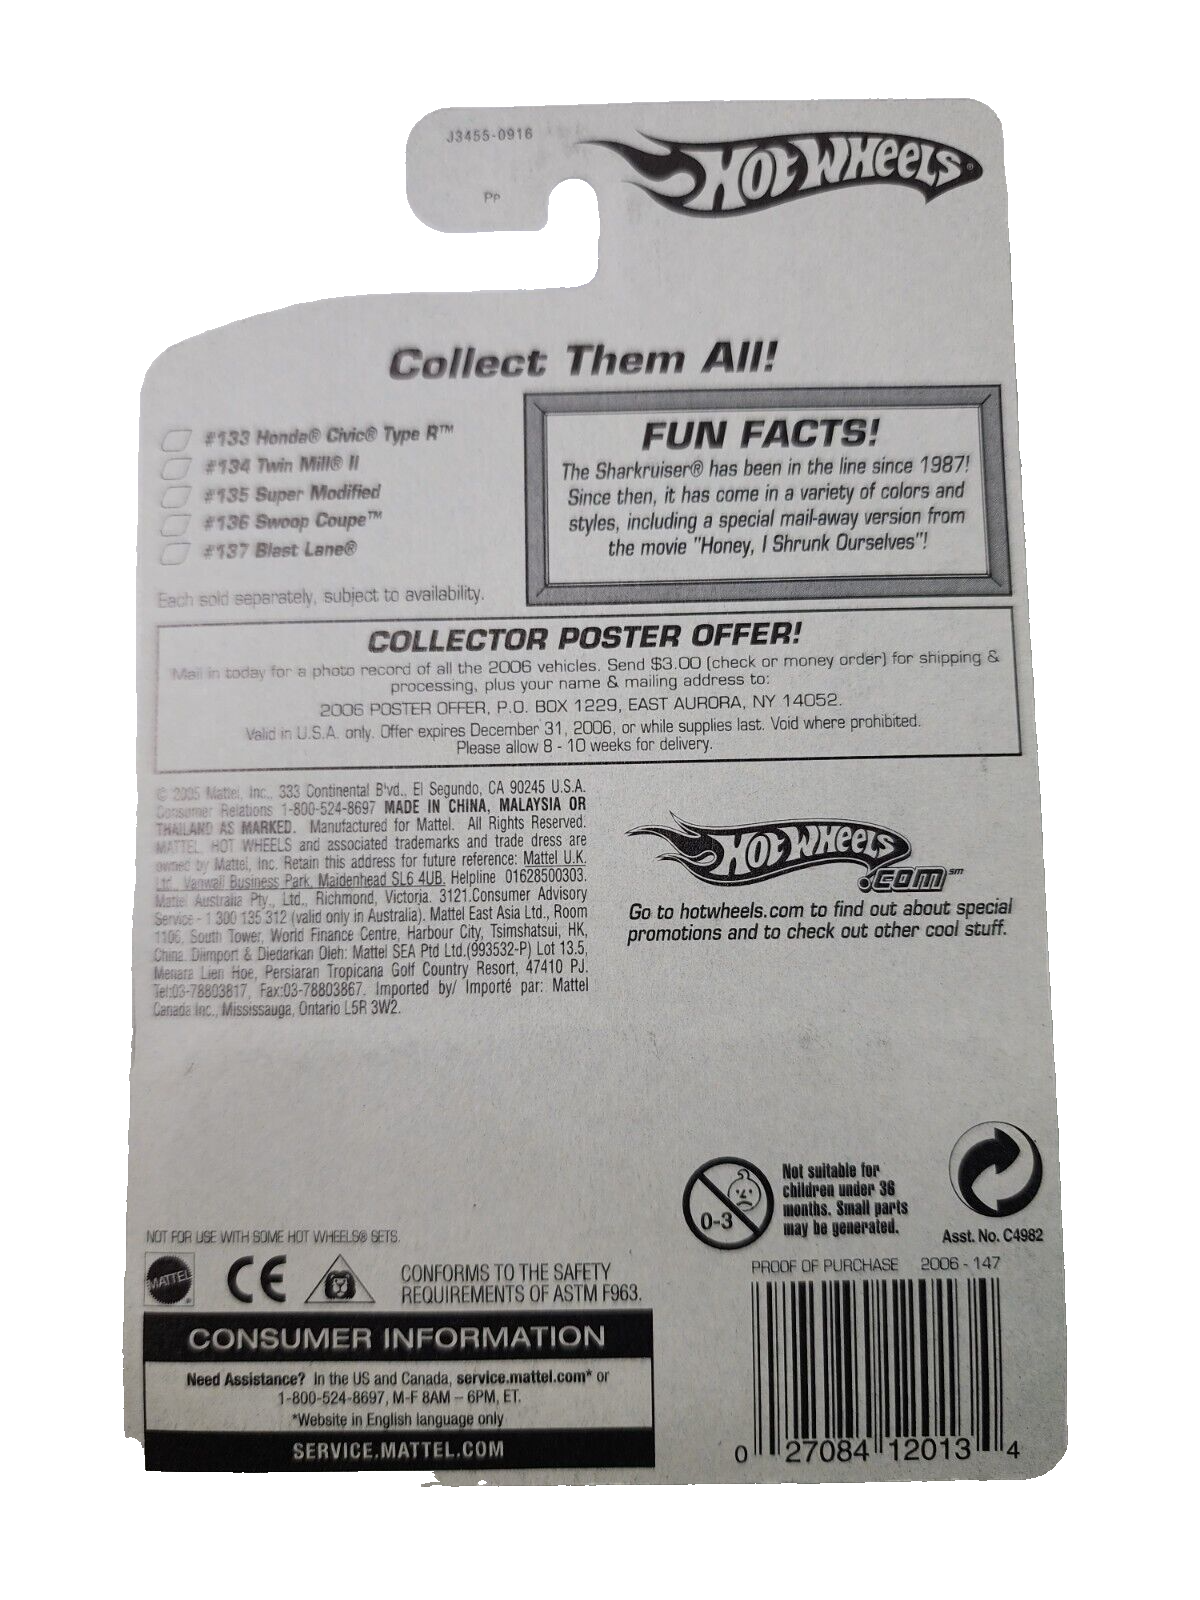 J3455-0916
Pp
HOT WHEELS®
Collect Them All!
#133 Honda® Civic® Type R™
#134 Twin Mill® II
#135 Super Modified
#136 Swoop Coupe™
#137 Blast Lane®
Each sold separately, subject to availability.
FUN FACTS!
The Sharkruiser® has been in the line since 1987!
Since then, it has come in a variety of colors and
styles, including a special mail-away version from
the movie "Honey, I Shrunk Ourselves"!
COLLECTOR POSTER OFFER!
Mail in today for a photo record of all the 2006 vehicles. Send $3.00 (check or money order) for shipping &
processing, plus your name & mailing address to:
2006 POSTER OFFER, P.O. BOX 1229, EAST AURORA, NY 14052.
Valid in U.S.A. only. Offer expires December 31, 2006, or while supplies last. Void where prohibited.
Please allow 8 - 10 weeks for delivery.
© 2005 Mattel, Inc., 333 Continental Blvd., El Segundo, CA 90245 U.S.A.
Consumer Relations 1-800-524-8697 MADE IN CHINA, MALAYSIA OR
THAILAND AS MARKED. Manufactured for Mattel. All Rights Reserved.
MATTEL, HOT WHEELS and associated trademarks and trade dress are
owned by Mattel, Inc. Retain this address for future reference: Mattel U.K.
Ltd., Vanwall Business Park, Maidenhead SL6 4UB. Helpline 01628500303.
Mattel Australia Pty., Ltd., Richmond, Victoria. 3121.Consumer Advisory
Service - 1 300 135 312 (valid only in Australia). Mattel East Asia Ltd., Room
1106, South Tower, World Finance Centre, Harbour City, Tsimshatsui, HK,
China. Diimport & Diedarkan Oleh: Mattel SEA Ptd Ltd.(993532-P) Lot 13.5,
Menara Lien Hoe, Persiaran Tropicana Golf Country Resort, 47410 PJ.
Tel:03-78803817, Fax:03-78803867. Imported by/ Importé par: Mattel
Canada Inc., Mississauga, Ontario L5R 3W2.
HOT WHEELS
.COM℠
Go to hotwheels.com to find out about special
promotions and to check out other cool stuff.
0-3
Not suitable for
children under 36
months. Small parts
may be generated.
Asst. No. C4982
NOT FOR USE WITH SOME HOT WHEELS® SETS.
MATTEL®
CE
CONFORMS TO THE SAFETY
REQUIREMENTS OF ASTM F963.
PROOF OF PURCHASE 2006 - 147
CONSUMER INFORMATION
Need Assistance? In the US and Canada, service.mattel.com* or
1-800-524-8697, M-F 8AM – 6PM, ET.
*Website in English language only
SERVICE.MATTEL.COM
0 27084 12013 4